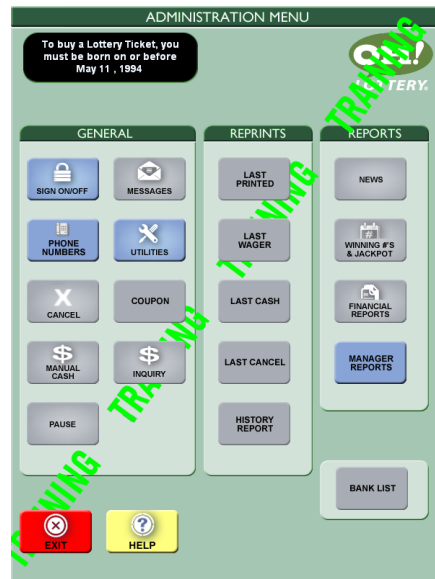 ADMINISTRATION MENU
To buy a Lottery Ticket, you
must be born on or before
May 11 , 1994
LOTTERY.
GENERAL
REPRINTS
REPORTS
SIGN ON/OFF
MESSAGES
LAST
PRINTED
NEWS
PHONE
NUMBERS
UTILITIES
LAST
WAGER
#
WINNING #'S
& JACKPOT
X
CANCEL
COUPON
LAST CASH
FINANCIAL
REPORTS
$
MANUAL
CASH
$
INQUIRY
LAST CANCEL
MANAGER
REPORTS
PAUSE
HISTORY
REPORT
BANK LIST
EXIT
?
HELP
TRAINING
TRAINING
TRAINING
TRAINING